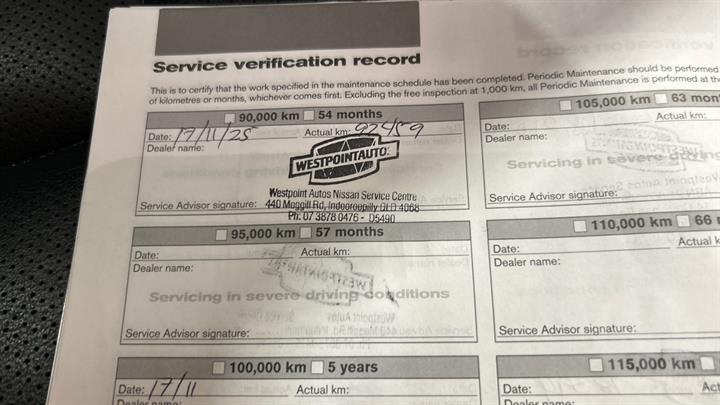 Service verification record
This is to certify that the work specified in the maintenance schedule has been completed. Periodic Maintenance should be performed
of kilometres or months, whichever comes first. Excluding the free inspection at 1,000 km, all Periodic Maintenance is performed at
90,000 km 54 months
Date: 17/11/25 Actual km: 92459
Dealer name:
WESTPOINTAUTO:
Westpoint Autos Nissan Service Centre
Service Advisor signature: 440 Moggill Rd, Indooroopilly QLD 4068
Ph: 07 3878 0476 - D5490
105,000 km 63 mon
Date: Actual km:
Dealer name:
Servicing in severe driving
Service Advisor signature:
95,000 km 57 months
Date: Actual km:
Dealer name:
Servicing in severe driving conditions
Service Advisor signature:
110,000 km 66
Date: Actual k
Dealer name:
Service Advisor signature:
100,000 km 5 years
Date: 17/11 Actual km:
Dealer name:
115,000 km
Date: Act
Dealer name: